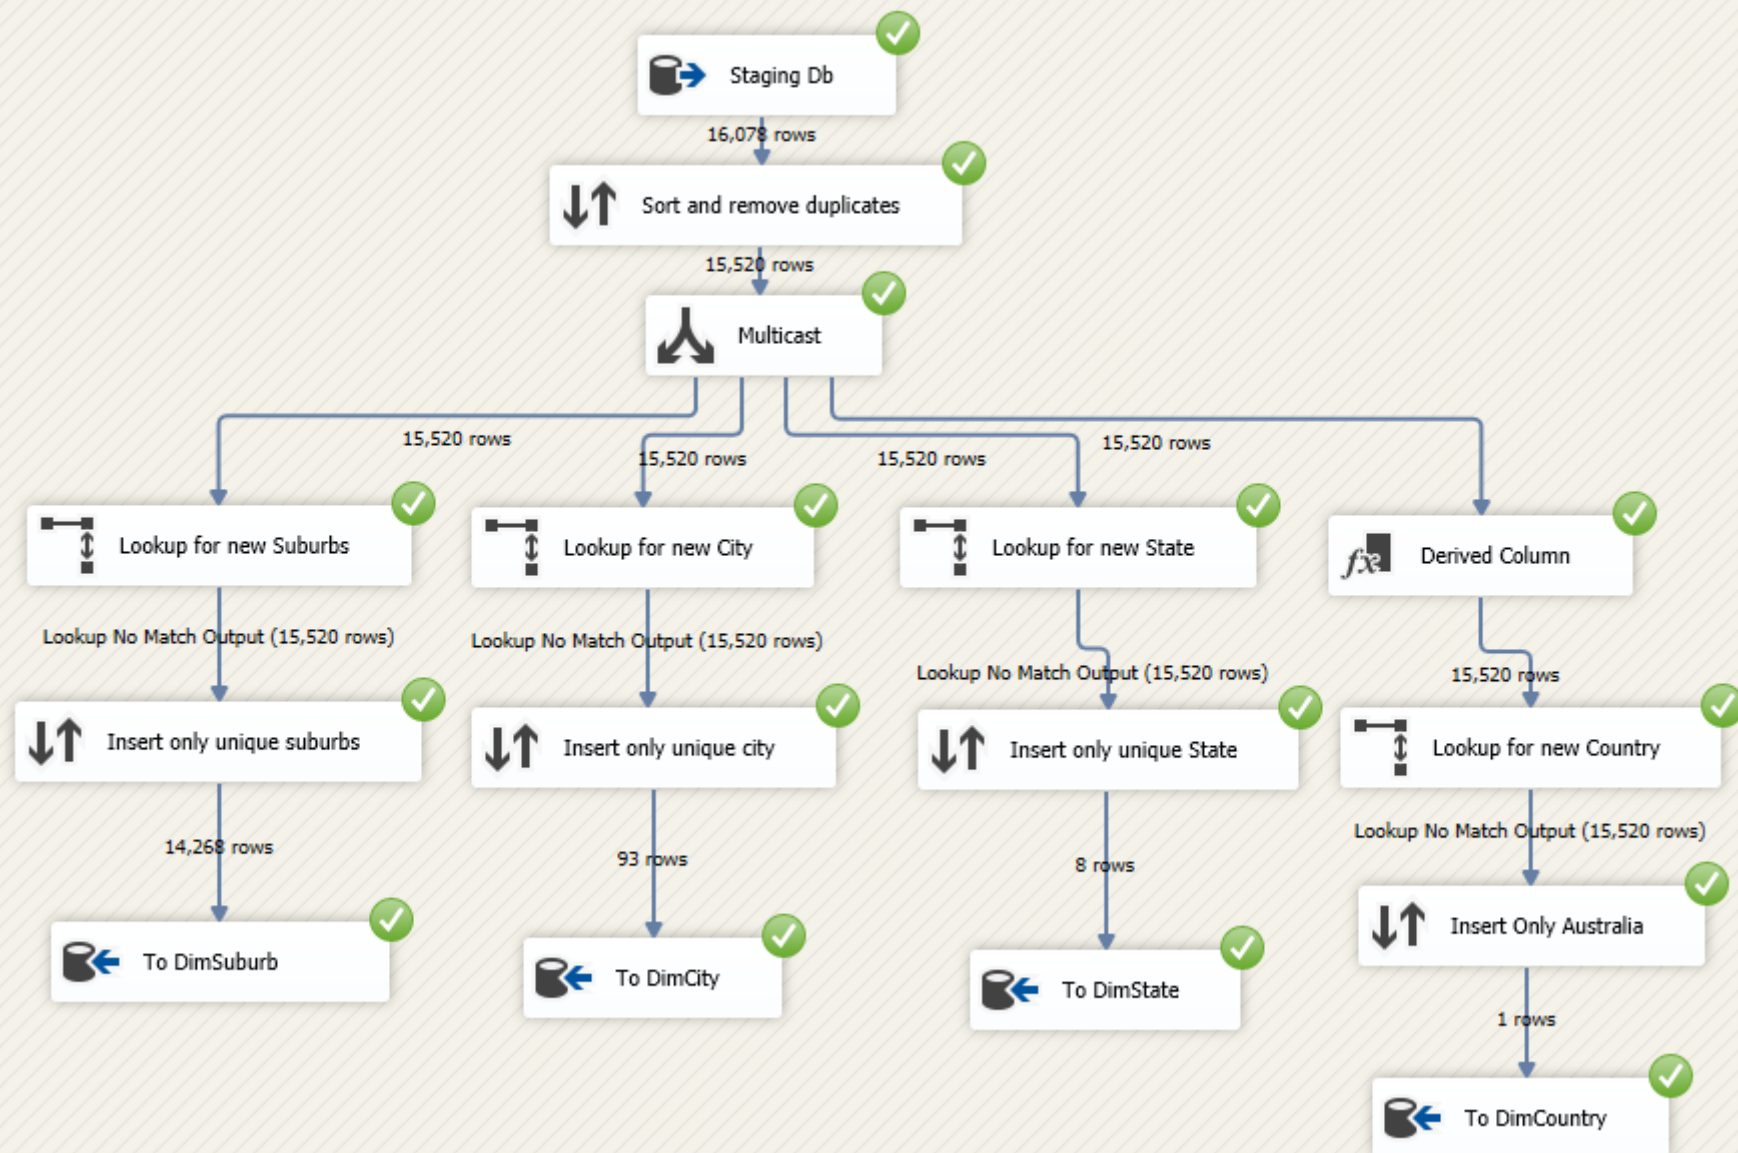 Staging Db
16,078 rows
Sort and remove duplicates
15,520 rows
Multicast
15,520 rows
15,520 rows
15,520 rows
15,520 rows
Lookup for new Suburbs
Lookup for new City
Lookup for new State
Derived Column
Lookup No Match Output (15,520 rows)
Lookup No Match Output (15,520 rows)
Lookup No Match Output (15,520 rows)
15,520 rows
Insert only unique suburbs
Insert only unique city
Insert only unique State
Lookup for new Country
14,268 rows
93 rows
8 rows
Lookup No Match Output (15,520 rows)
To DimSuburb
To DimCity
To DimState
Insert Only Australia
1 rows
To DimCountry